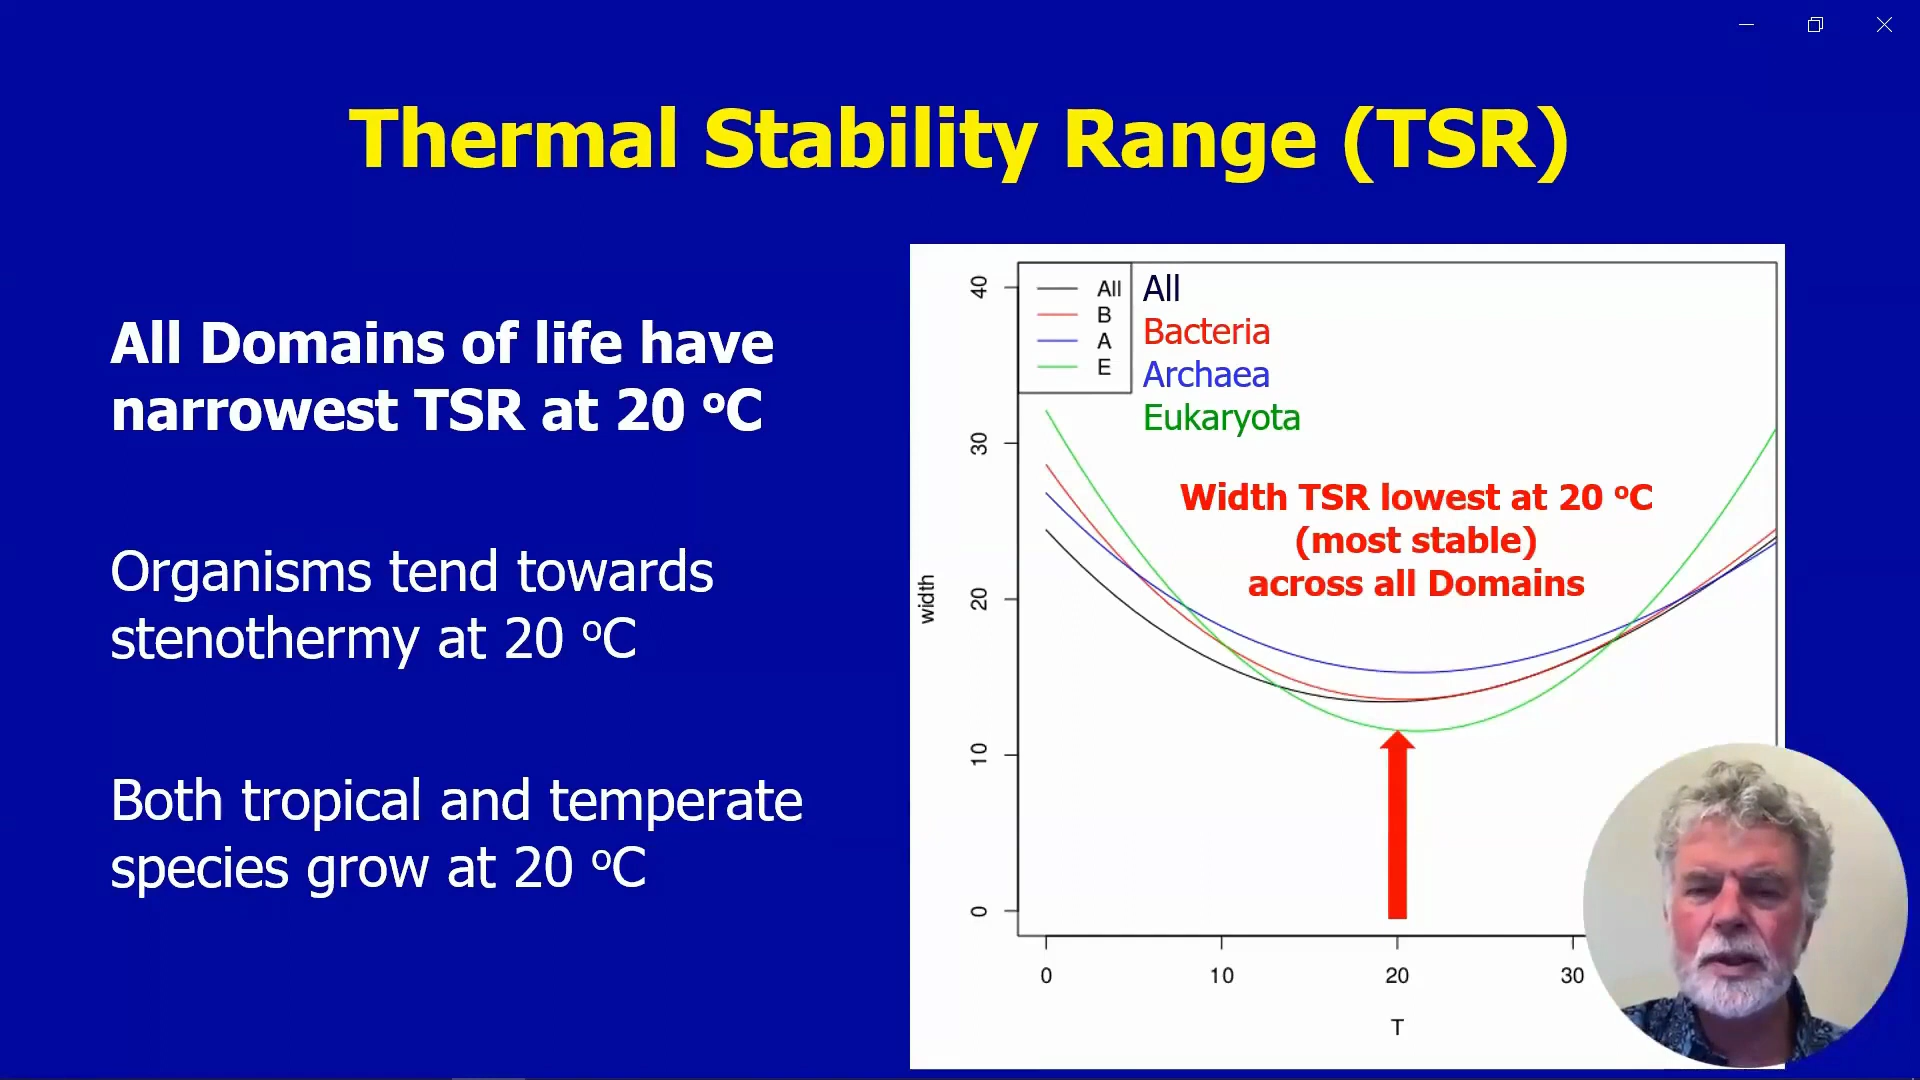 Thermal Stability Range (TSR)
All Domains of life have
narrowest TSR at 20 ºC
Organisms tend towards
stenothermy at 20 ºC
Both tropical and temperate
species grow at 20 ºC
All
B
A
E
All
Bacteria
Archaea
Eukaryota
Width TSR lowest at 20 ºC
(most stable)
across all Domains
width
40
30
20
10
0
0 10 20 30
T